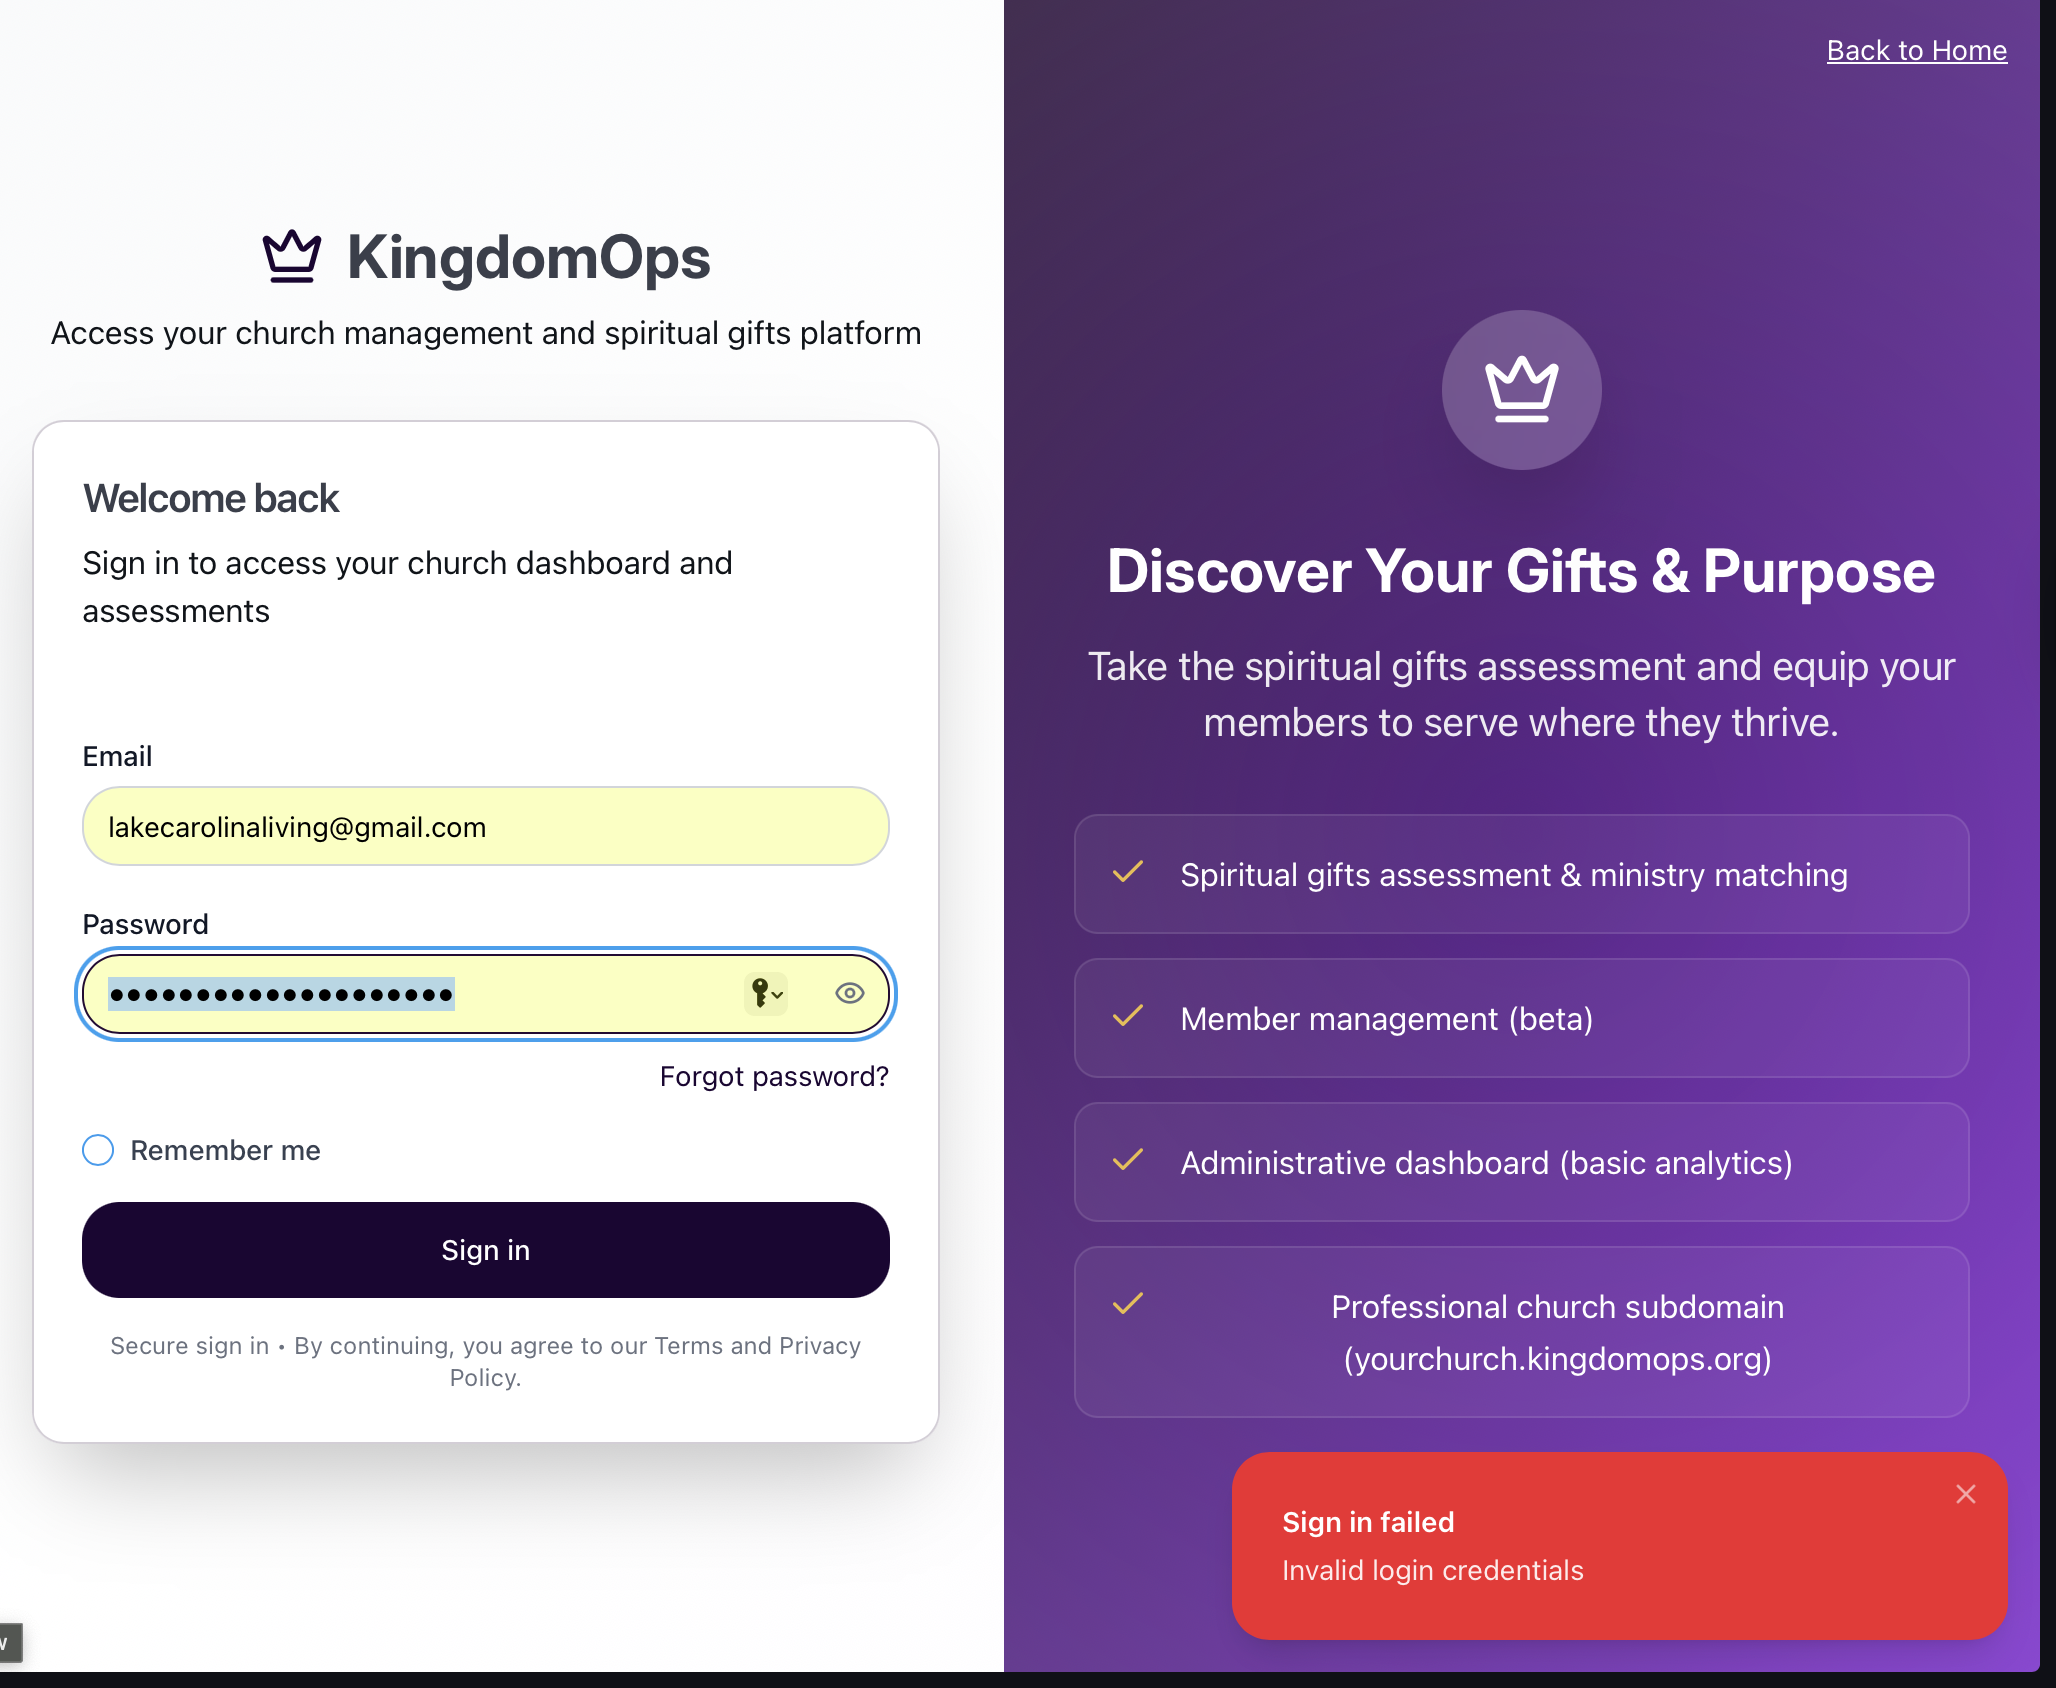 Back to Home
KingdomOps
Access your church management and spiritual gifts platform
Welcome back
Sign in to access your church dashboard and
assessments
Email
lakecarolinaliving@gmail.com
Password
Forgot password?
Remember me
Sign in
Secure sign in • By continuing, you agree to our Terms and Privacy
Policy.
Discover Your Gifts & Purpose
Take the spiritual gifts assessment and equip your
members to serve where they thrive.
Spiritual gifts assessment & ministry matching
Member management (beta)
Administrative dashboard (basic analytics)
Professional church subdomain
(yourchurch.kingdomops.org)
Sign in failed
Invalid login credentials